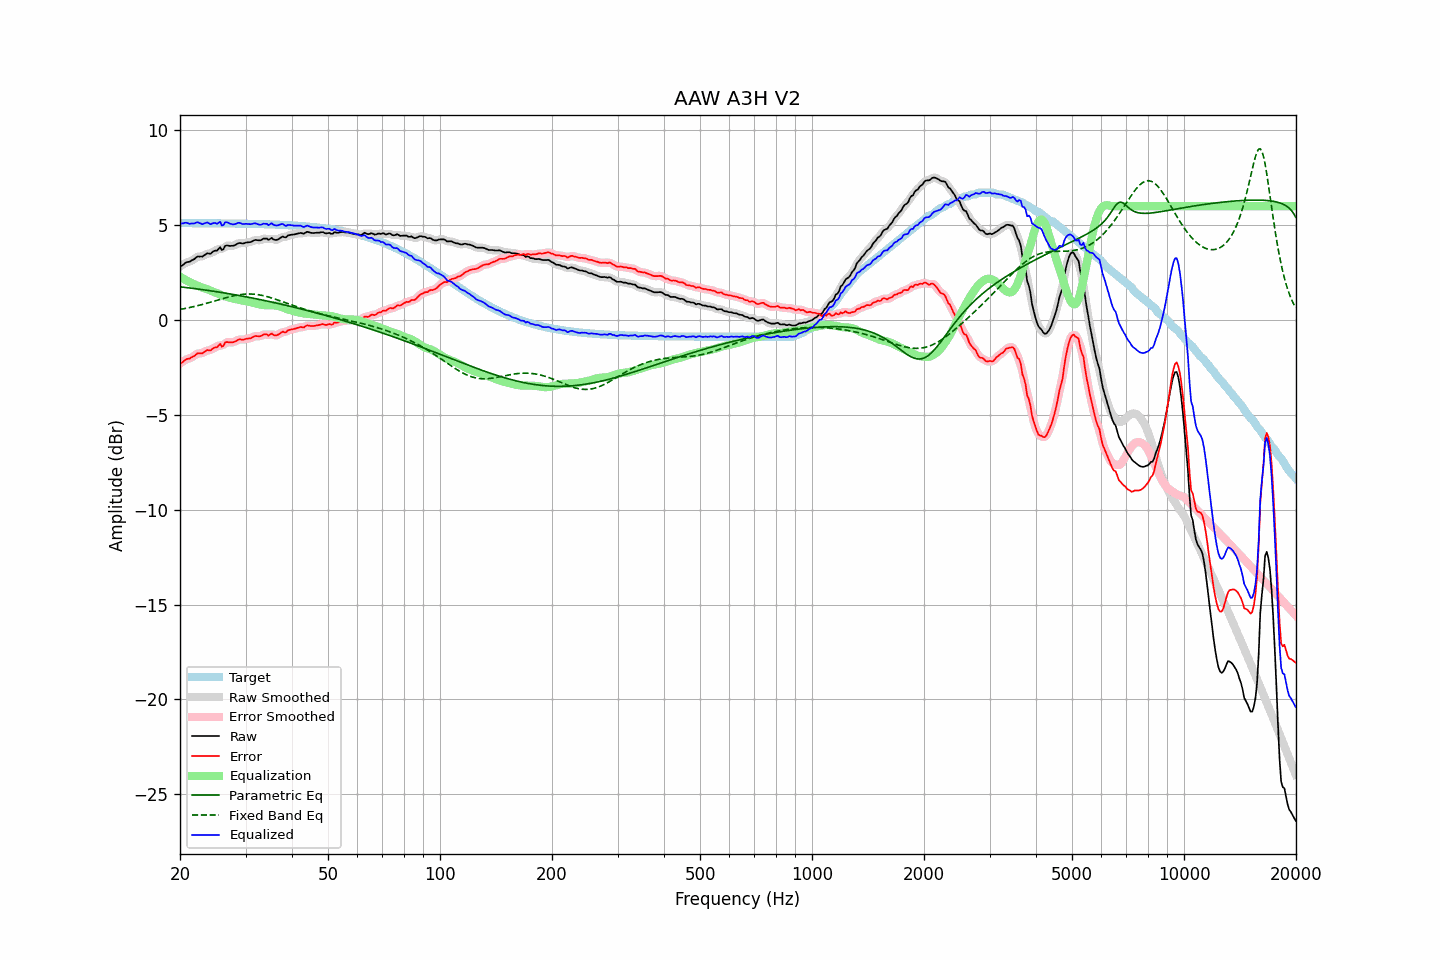 AAW A3H V2
Amplitude (dBr)
10
5
0
−5
−10
−15
−20
−25
Target
Raw Smoothed
Error Smoothed
Raw
Error
Equalization
Parametric Eq
Fixed Band Eq
Equalized
20 50 100 200 500 1000 2000 5000 10000 20000
Frequency (Hz)